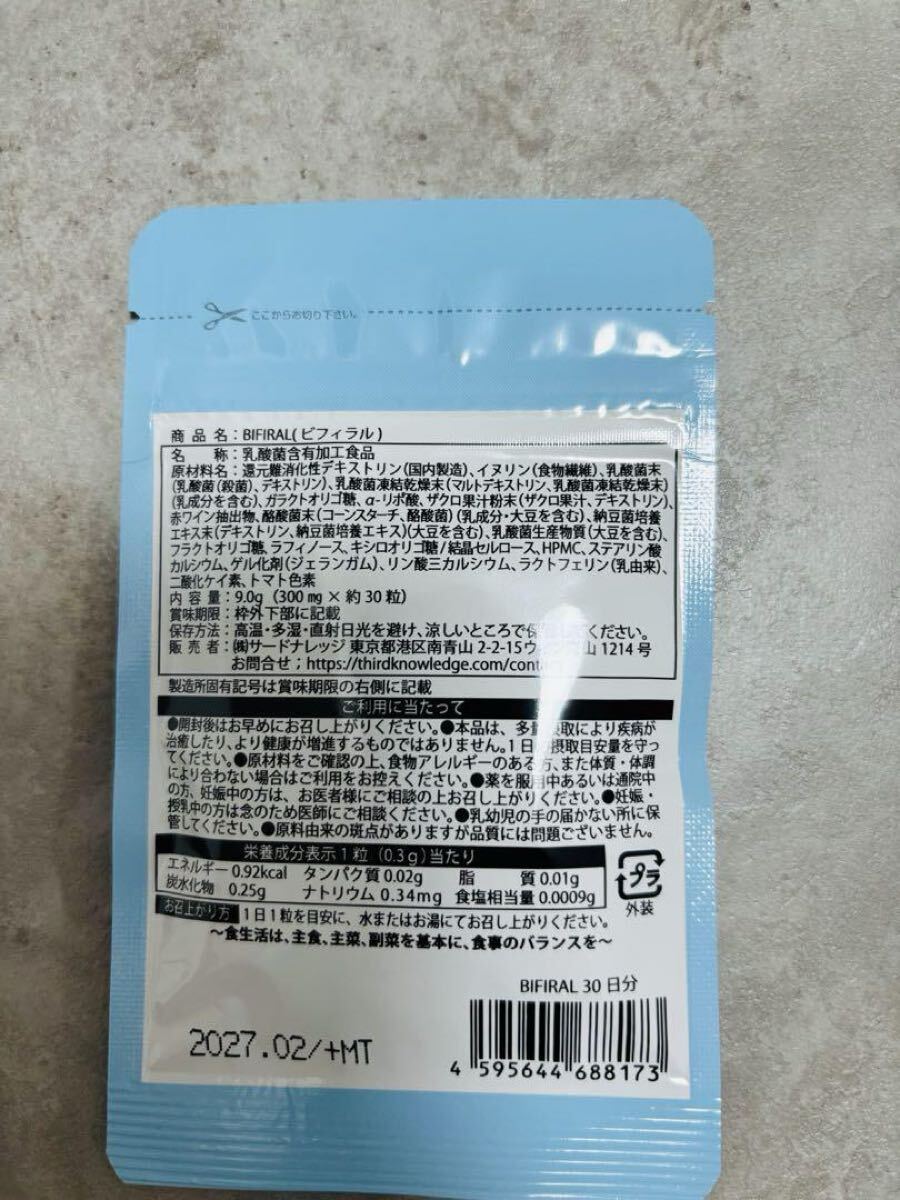 ここからお切り下さい。
商品名：BIFIRAL(ビフィラル)
名称：乳酸菌含有加工食品
原材料名：還元難消化性デキストリン(国内製造)、イヌリン(食物繊維)、乳酸菌末
(乳酸菌(殺菌)、デキストリン)、乳酸菌凍結乾燥末(マルトデキストリン、乳酸菌凍結乾燥末)
(乳成分を含む)、ガラクトオリゴ糖、α-リポ酸、ザクロ果汁粉末(ザクロ果汁、デキストリン)、
赤ワイン抽出物、酪酸菌末(コーンスターチ、酪酸菌)(乳成分・大豆を含む)、納豆菌培養
エキス末(デキストリン、納豆菌培養エキス)(大豆を含む)、乳酸菌生産物質(大豆を含む)、
フラクトオリゴ糖、ラフィノース、キシロオリゴ糖/結晶セルロース、HPMC、ステアリン酸
カルシウム、ゲル化剤(ジェランガム)、リン酸三カルシウム、ラクトフェリン(乳由来)、
二酸化ケイ素、トマト色素
内容量：9.0g (300㎎×約30粒)
賞味期限：枠外下部に記載
保存方法：高温・多湿・直射日光を避け、涼しいところで保ください。
販売者：㈱サードナレッジ 東京都港区南青山2-2-15ウ山1214号
お問合せ；https://thirdknowledge.com/conta
製造所固有記号は賞味期限の右側に記載
ご利用に当たって
●開封後はお早めにお召し上がりください。●本品は、多取により疾病が
治癒したり、より健康が増進するものではありません。1日摂取目安量を守っ
てください。●原材料をご確認の上、食物アレルギーのある方、また体質・体調
により合わない場合はご利用をお控えください。●薬を服用中あるいは通院中
の方、妊娠中の方は、お医者様にご相談の上お召し上がりください。●妊娠・
授乳中の方は念のため医師にご相談ください。●乳幼児の手の届かない所に保
管してください。●原料由来の斑点がありますが品質には問題ございません。
栄養成分表示1粒(0.3g)当たり
エネルギー 0.92kcal タンパク質 0.02g 脂質 0.01g
炭水化物 0.25g ナトリウム 0.34mg 食塩相当量 0.0009g
プラ
外装
お召上がり方 1日1粒を目安に、水またはお湯にてお召し上がりください。
～食生活は、主食、主菜、副菜を基本に、食事のバランスを～
BIFIRAL 30日分
2027.02/+MT
4 595644 688173